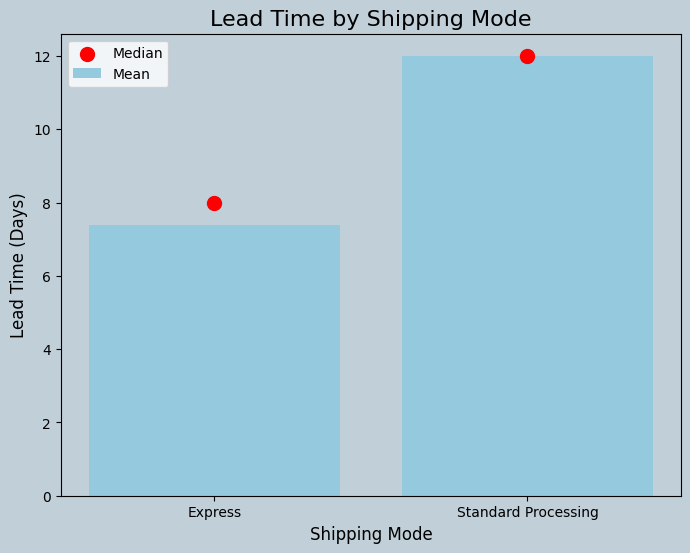 Lead Time by Shipping Mode
Median
Mean
12
10
8
6
4
2
0
Lead Time (Days)
Express
Standard Processing
Shipping Mode